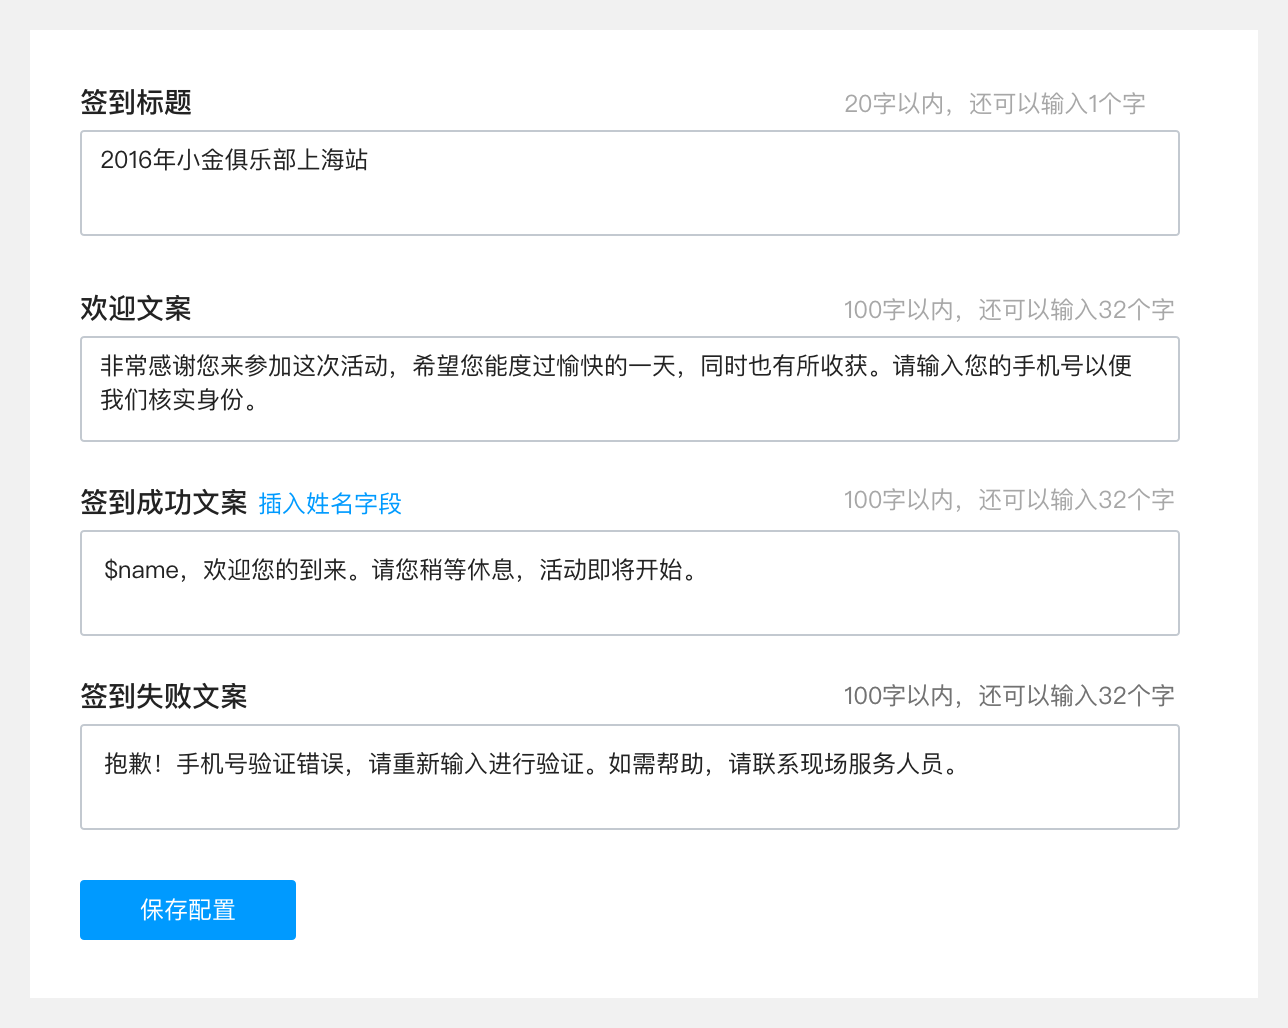 签到标题
20字以内，还可以输入1个字
2016年小金俱乐部上海站
欢迎文案
100字以内，还可以输入32个字
非常感谢您来参加这次活动，希望您能度过愉快的一天，同时也有所收获。请输入您的手机号以便
我们核实身份。
签到成功文案 插入姓名字段
100字以内，还可以输入32个字
$name，欢迎您的到来。请您稍等休息，活动即将开始。
签到失败文案
100字以内，还可以输入32个字
抱歉！手机号验证错误，请重新输入进行验证。如需帮助，请联系现场服务人员。
保存配置